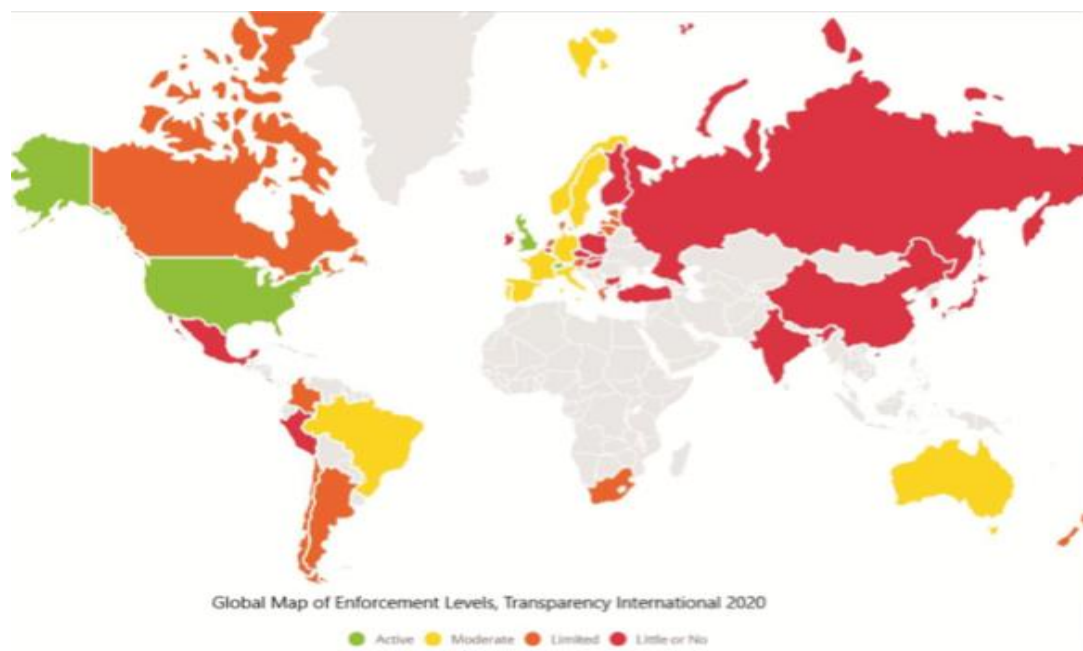 Global Map of Enforcement Levels, Transparency International 2020
Active Moderate Limited Little or No